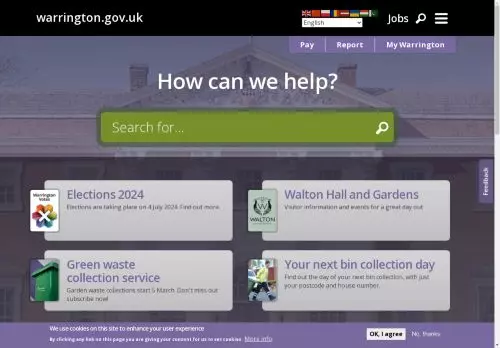 warrington.gov.uk
English
Jobs
Pay
Report
My Warrington
How can we help?
Search for...
Feedback
Warrington
Votes
Elections 2024
Elections are taking place on 4 July 2024. Find out more.
WALTON
Walton Hall and Gardens
Visitor information and events for a great day out
Green waste
collection service
Garden waste collections start 5 March. Don't miss out
subscribe now!
Your next bin collection day
Find out the day of your next bin collection, with just
your postcode and house number.
We use cookies on this site to enhance your user experience
By clicking any link on this page you are giving your consent for us to set cookies.
More info
OK, I agree
No, thanks